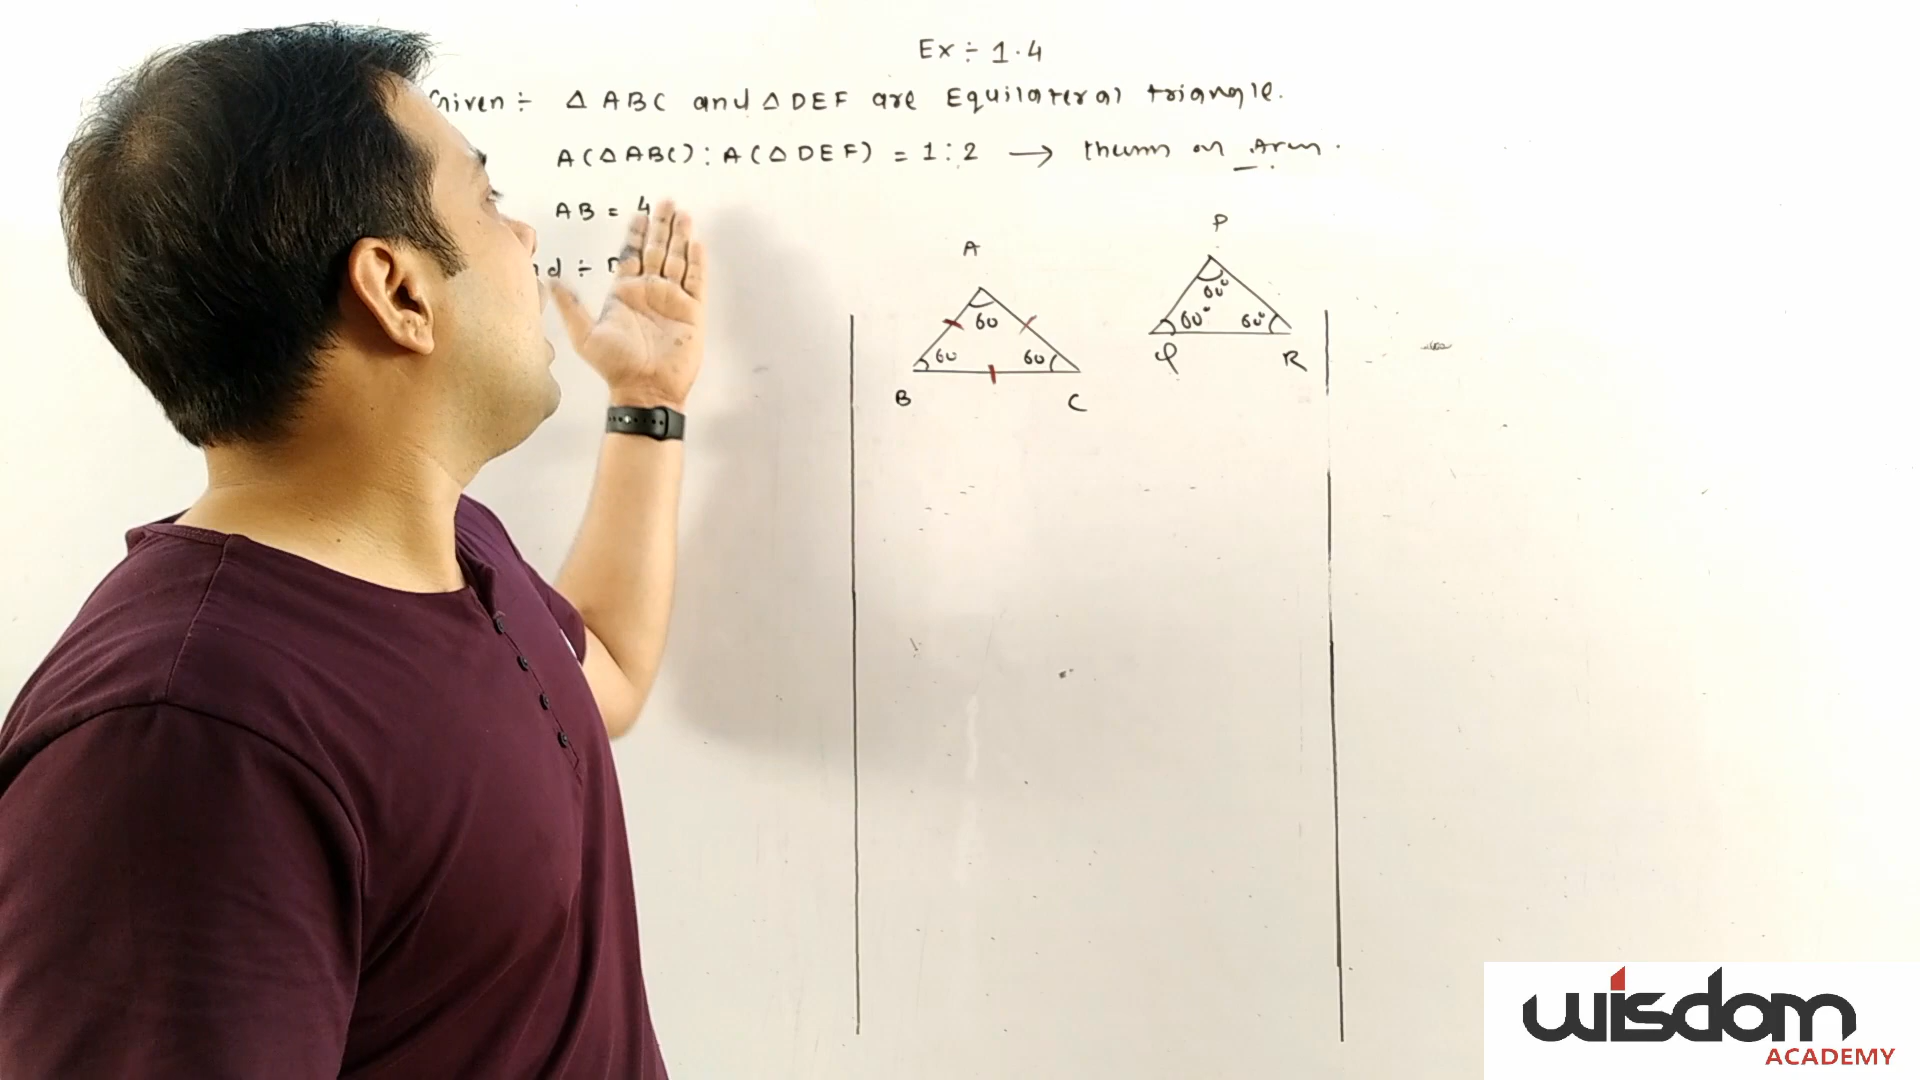 Ex ÷ 1.4
Given ÷ △ ABC and △ DEF are Equilateral triangle.
A(△ ABC) : A(△ DEF) = 1 : 2 → on Area.
AB = 4
÷
A
60
60
60
B
C
P
60°
60°
60°
Q
R
wisdom
ACADEMY